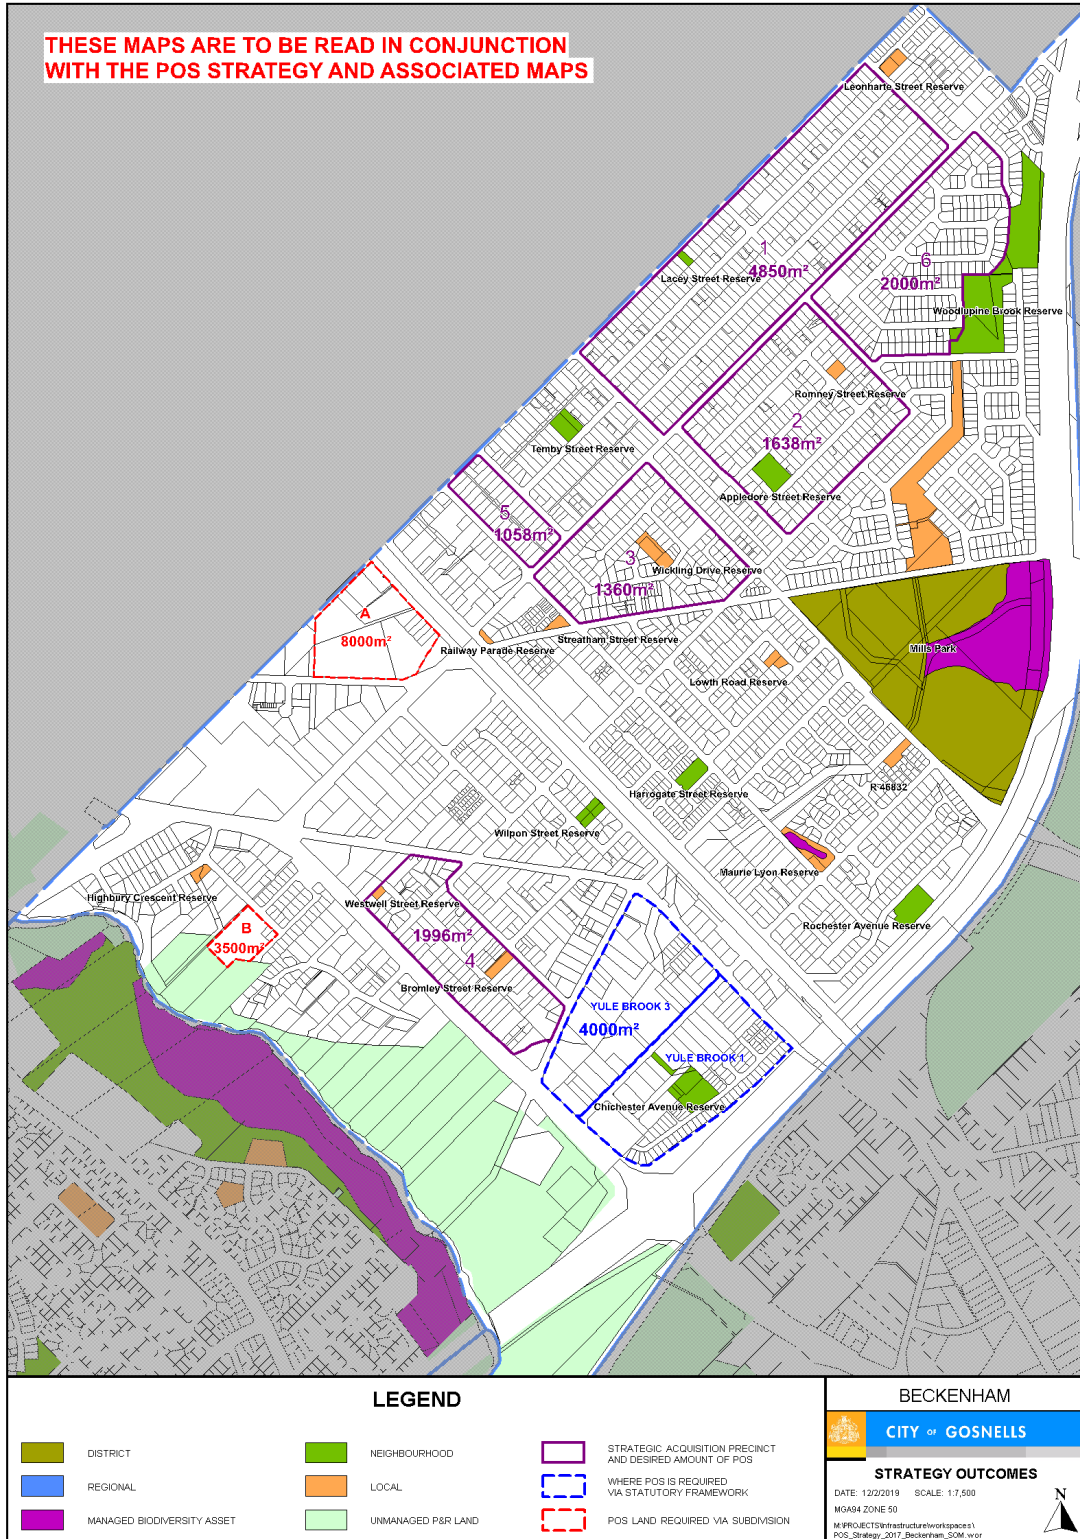 THESE MAPS ARE TO BE READ IN CONJUNCTION
WITH THE POS STRATEGY AND ASSOCIATED MAPS
Leonharte Street Reserve
1
4850m²
Lacey Street Reserve
6
2000m²
Woodlupine Brook Reserve
Romney Street Reserve
2
1638m²
Temby Street Reserve
Appledore Street Reserve
5
1058m²
3
Wickling Drive Reserve
1360m²
A
8000m²
Streatham Street Reserve
Railway Parade Reserve
Mills Park
Lowth Road Reserve
R 46832
Harrogate Street Reserve
Wilpon Street Reserve
Maurie Lyon Reserve
Highbury Crescent Reserve
Westwell Street Reserve
Rochester Avenue Reserve
B
3500m²
1996m²
4
Bromley Street Reserve
YULE BROOK 3
4000m²
YULE BROOK 1
Chichester Avenue Reserve
LEGEND
DISTRICT
REGIONAL
MANAGED BIODIVERSITY ASSET
NEIGHBOURHOOD
LOCAL
UNMANAGED P&R LAND
STRATEGIC ACQUISITION PRECINCT
AND DESIRED AMOUNT OF POS
WHERE POS IS REQUIRED
VIA STATUTORY FRAMEWORK
POS LAND REQUIRED VIA SUBDIVISION
BECKENHAM
CITY OF GOSNELLS
STRATEGY OUTCOMES
DATE: 12/2/2019 SCALE: 1:7,500
MGA94 ZONE 50
M:\PROJECTS\Infrastructure\workspaces\
POS_Strategy_2017_Beckenham_SOM.wor
N